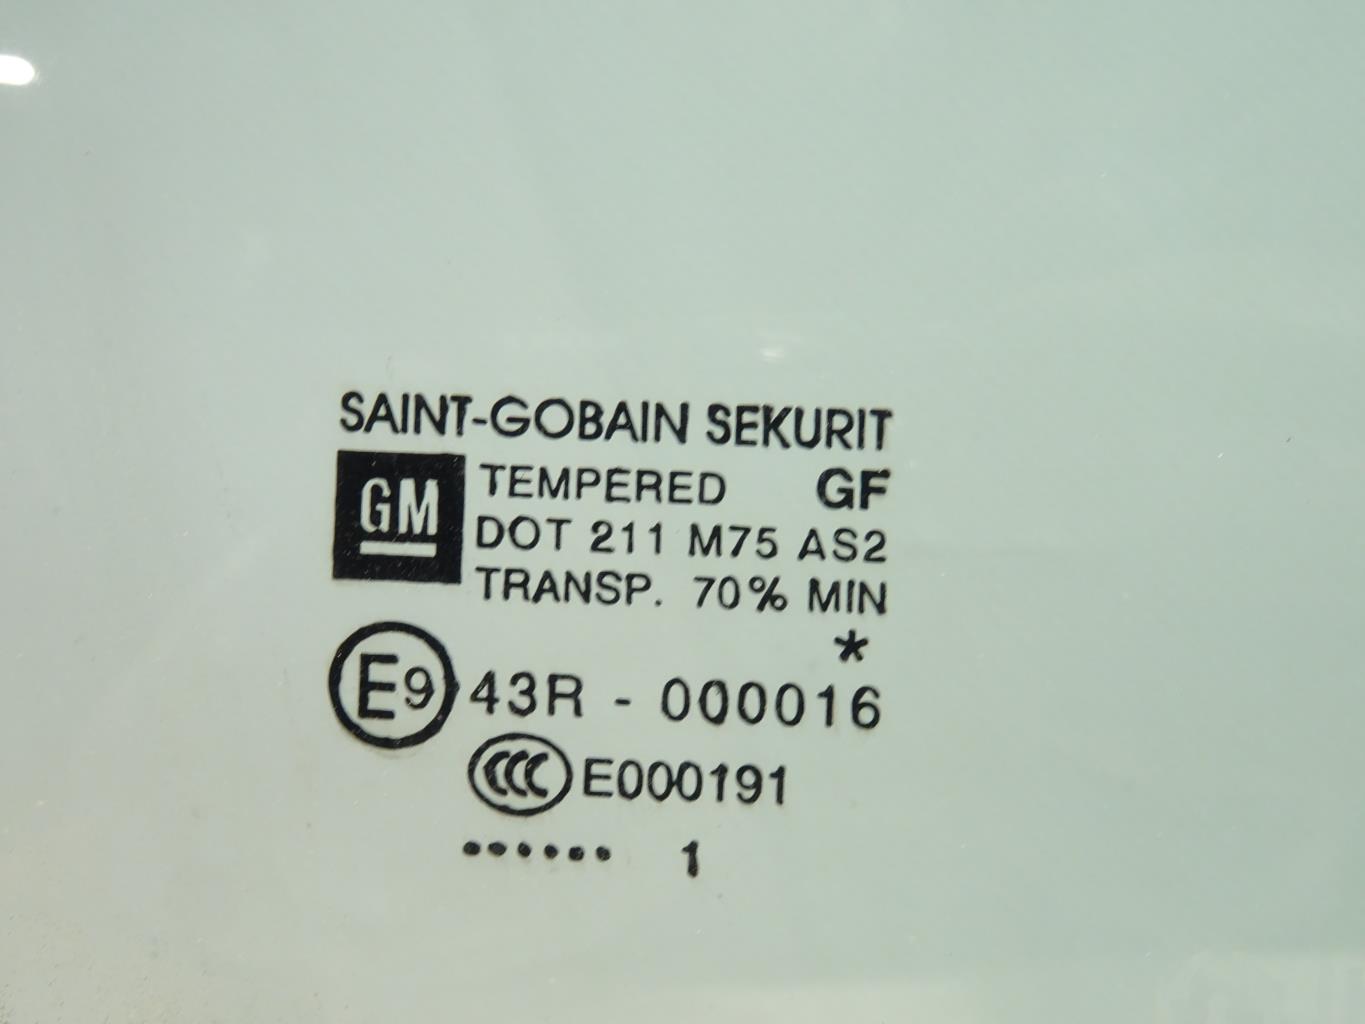 SAINT-GOBAIN SEKURIT
GM
TEMPERED GF
DOT 211 M75 AS2
TRANSP. 70% MIN
*
E9 43R - 000016
CCC E000191
...... 1